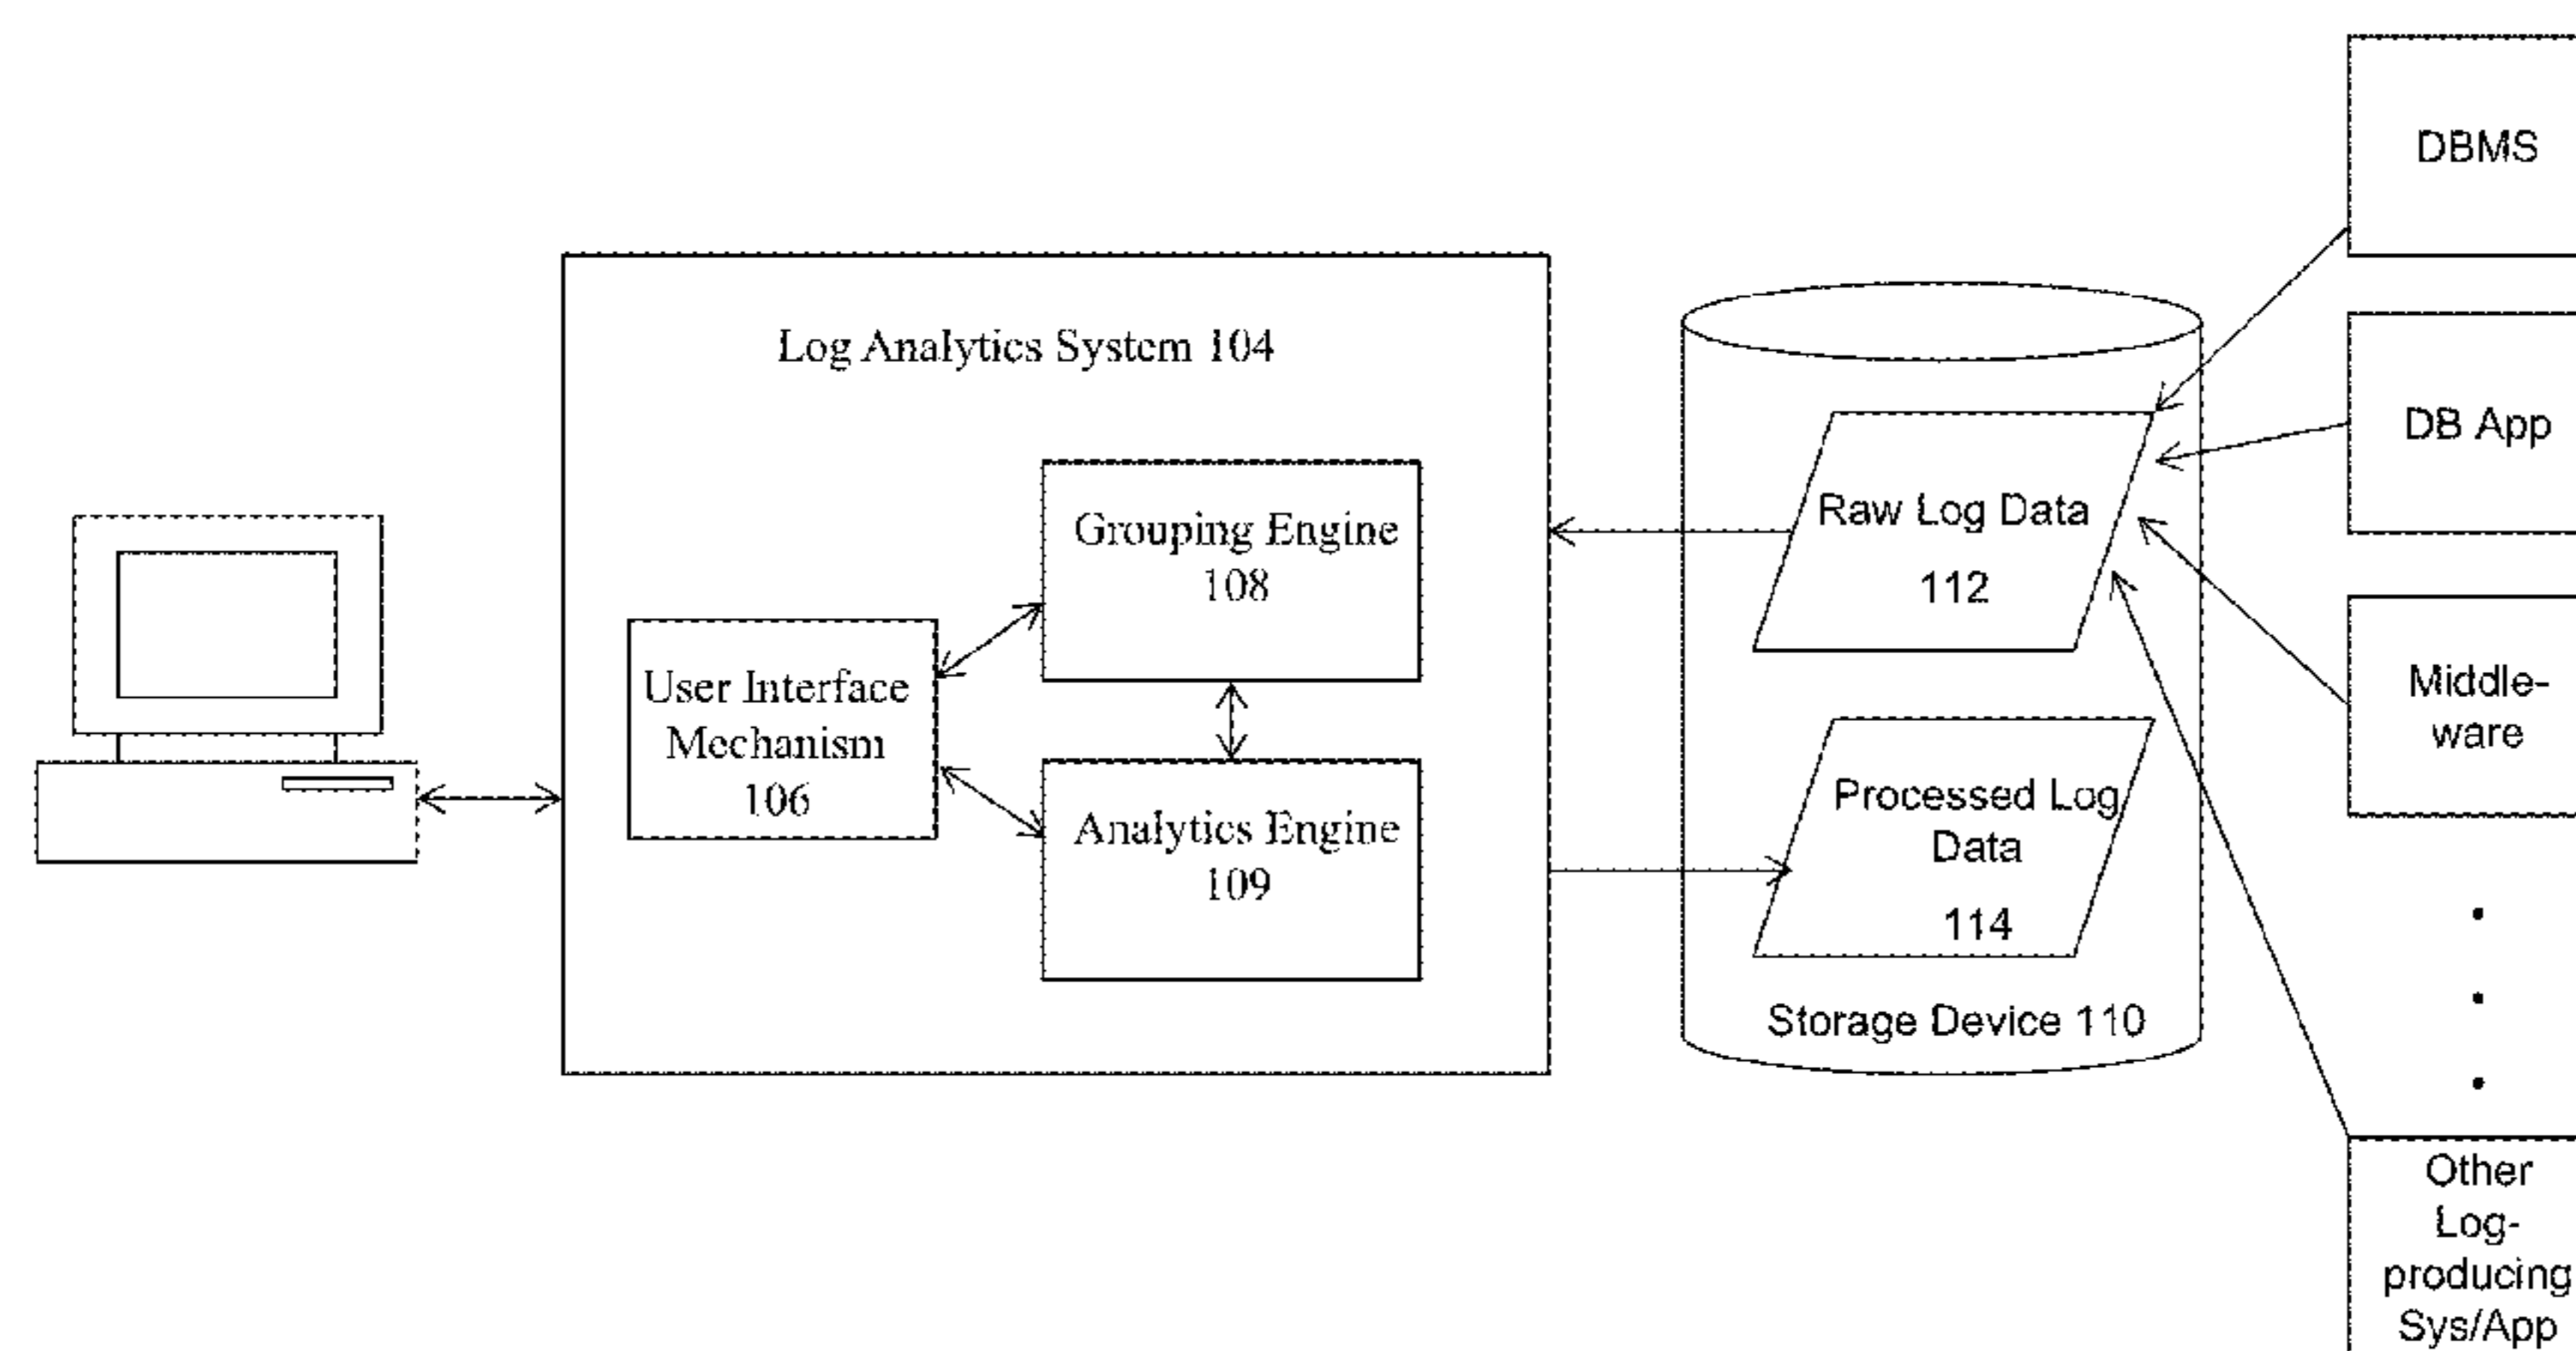 Log Analytics System 104
Grouping Engine
108
User Interface
Mechanism
106
Analytics Engine
109
Raw Log Data
112
Processed Log
Data
114
Storage Device 110
DBMS
DB App
Middle-
ware
Other
Log-
producing
Sys/App